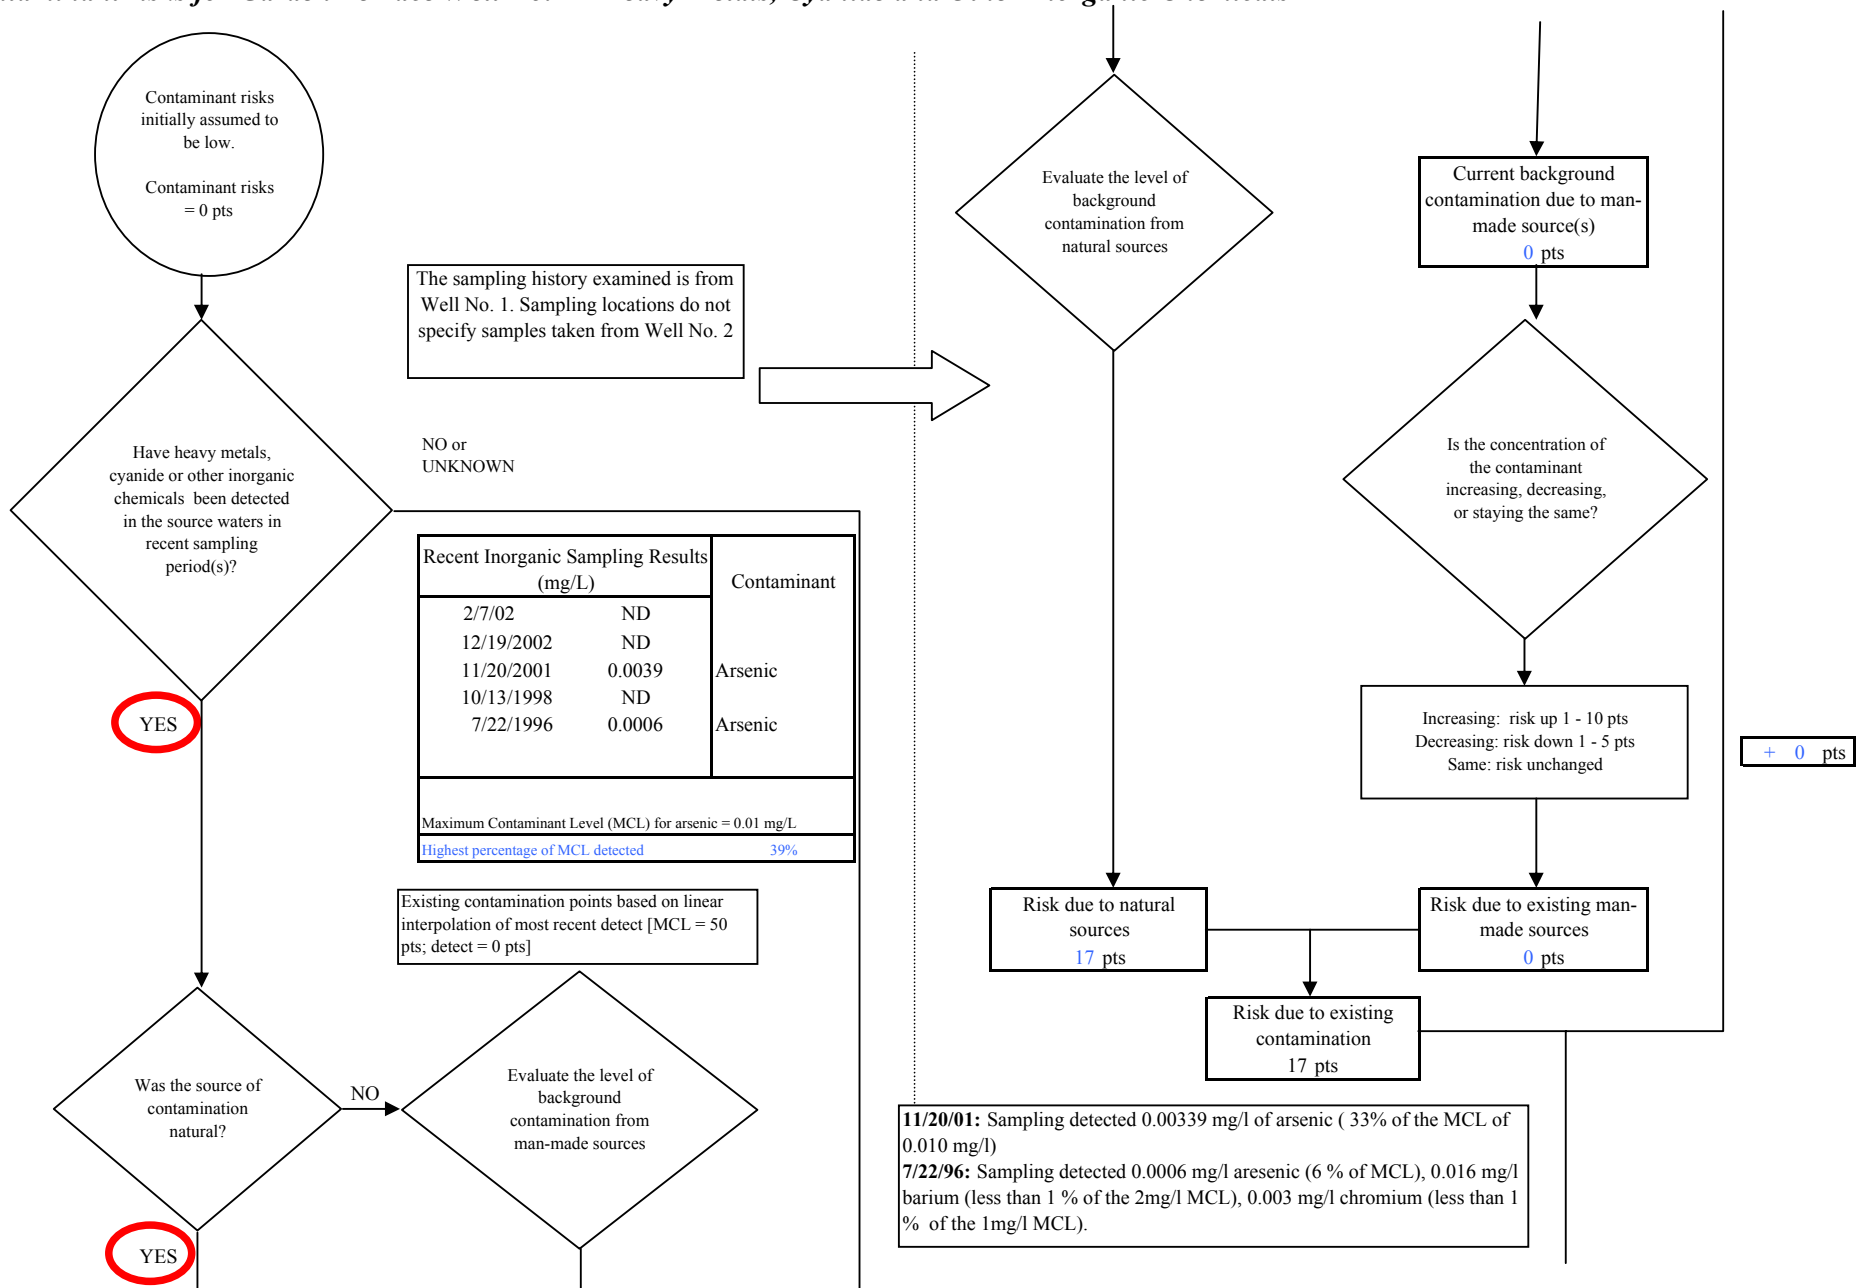 Contaminant risks
initially assumed to
be low.
Contaminant risks
= 0 pts
The sampling history examined is from
Well No. 1. Sampling locations do not
specify samples taken from Well No. 2
Have heavy metals,
cyanide or other inorganic
chemicals been detected
in the source waters in
recent sampling
period(s)?
NO or
UNKNOWN
YES
Recent Inorganic Sampling Results
(mg/L)
Contaminant
2/7/02 ND
12/19/2002 ND
11/20/2001 0.0039 Arsenic
10/13/1998 ND
7/22/1996 0.0006 Arsenic
Maximum Contaminant Level (MCL) for arsenic = 0.01 mg/L
Highest percentage of MCL detected 39%
Existing contamination points based on linear
interpolation of most recent detect [MCL = 50
pts; detect = 0 pts]
Was the source of
contamination
natural?
NO
YES
Evaluate the level of
background
contamination from
man-made sources
Evaluate the level of
background
contamination from
natural sources
Current background
contamination due to man-
made source(s)
0 pts
Is the concentration of
the contaminant
increasing, decreasing,
or staying the same?
Increasing: risk up 1 - 10 pts
Decreasing: risk down 1 - 5 pts
Same: risk unchanged
+ 0 pts
Risk due to natural
sources
17 pts
Risk due to existing man-
made sources
0 pts
Risk due to existing
contamination
17 pts
11/20/01: Sampling detected 0.00339 mg/l of arsenic ( 33% of the MCL of
0.010 mg/l)
7/22/96: Sampling detected 0.0006 mg/l aresenic (6 % of MCL), 0.016 mg/l
barium (less than 1 % of the 2mg/l MCL), 0.003 mg/l chromium (less than 1
% of the 1mg/l MCL).